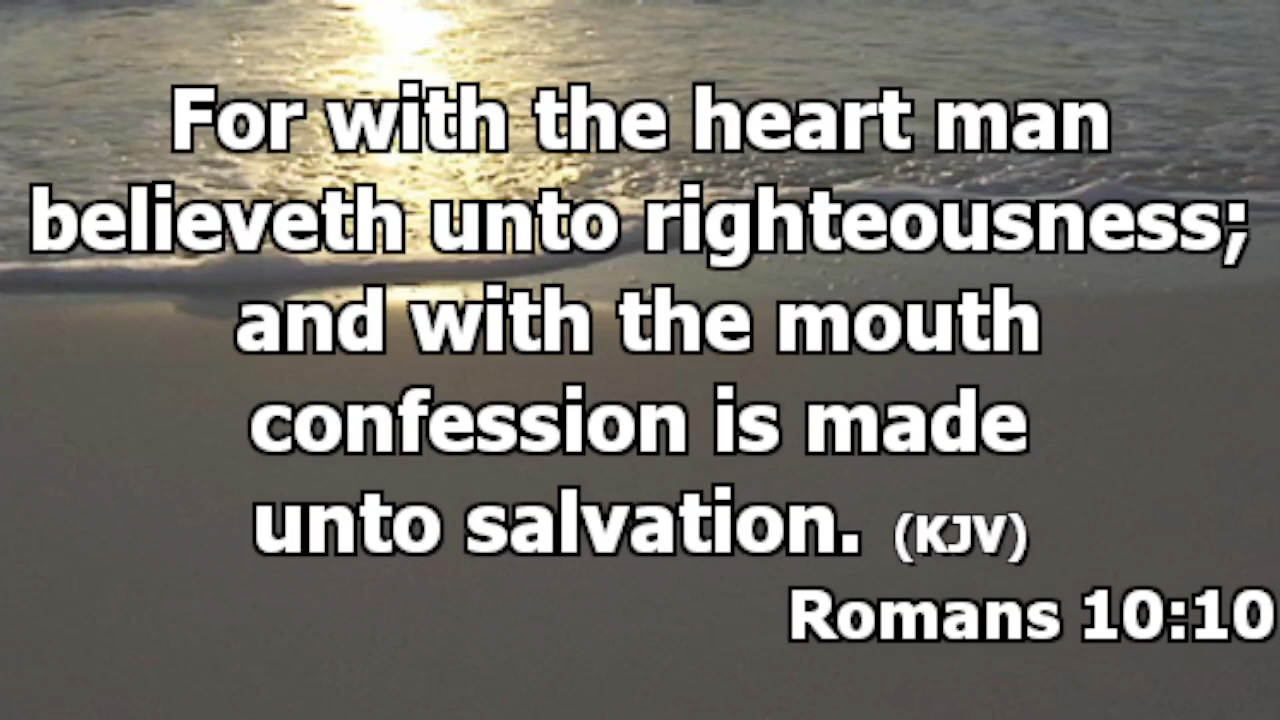 For with the heart man
believeth unto righteousness;
and with the mouth
confession is made
unto salvation. (KJV)
Romans 10:10